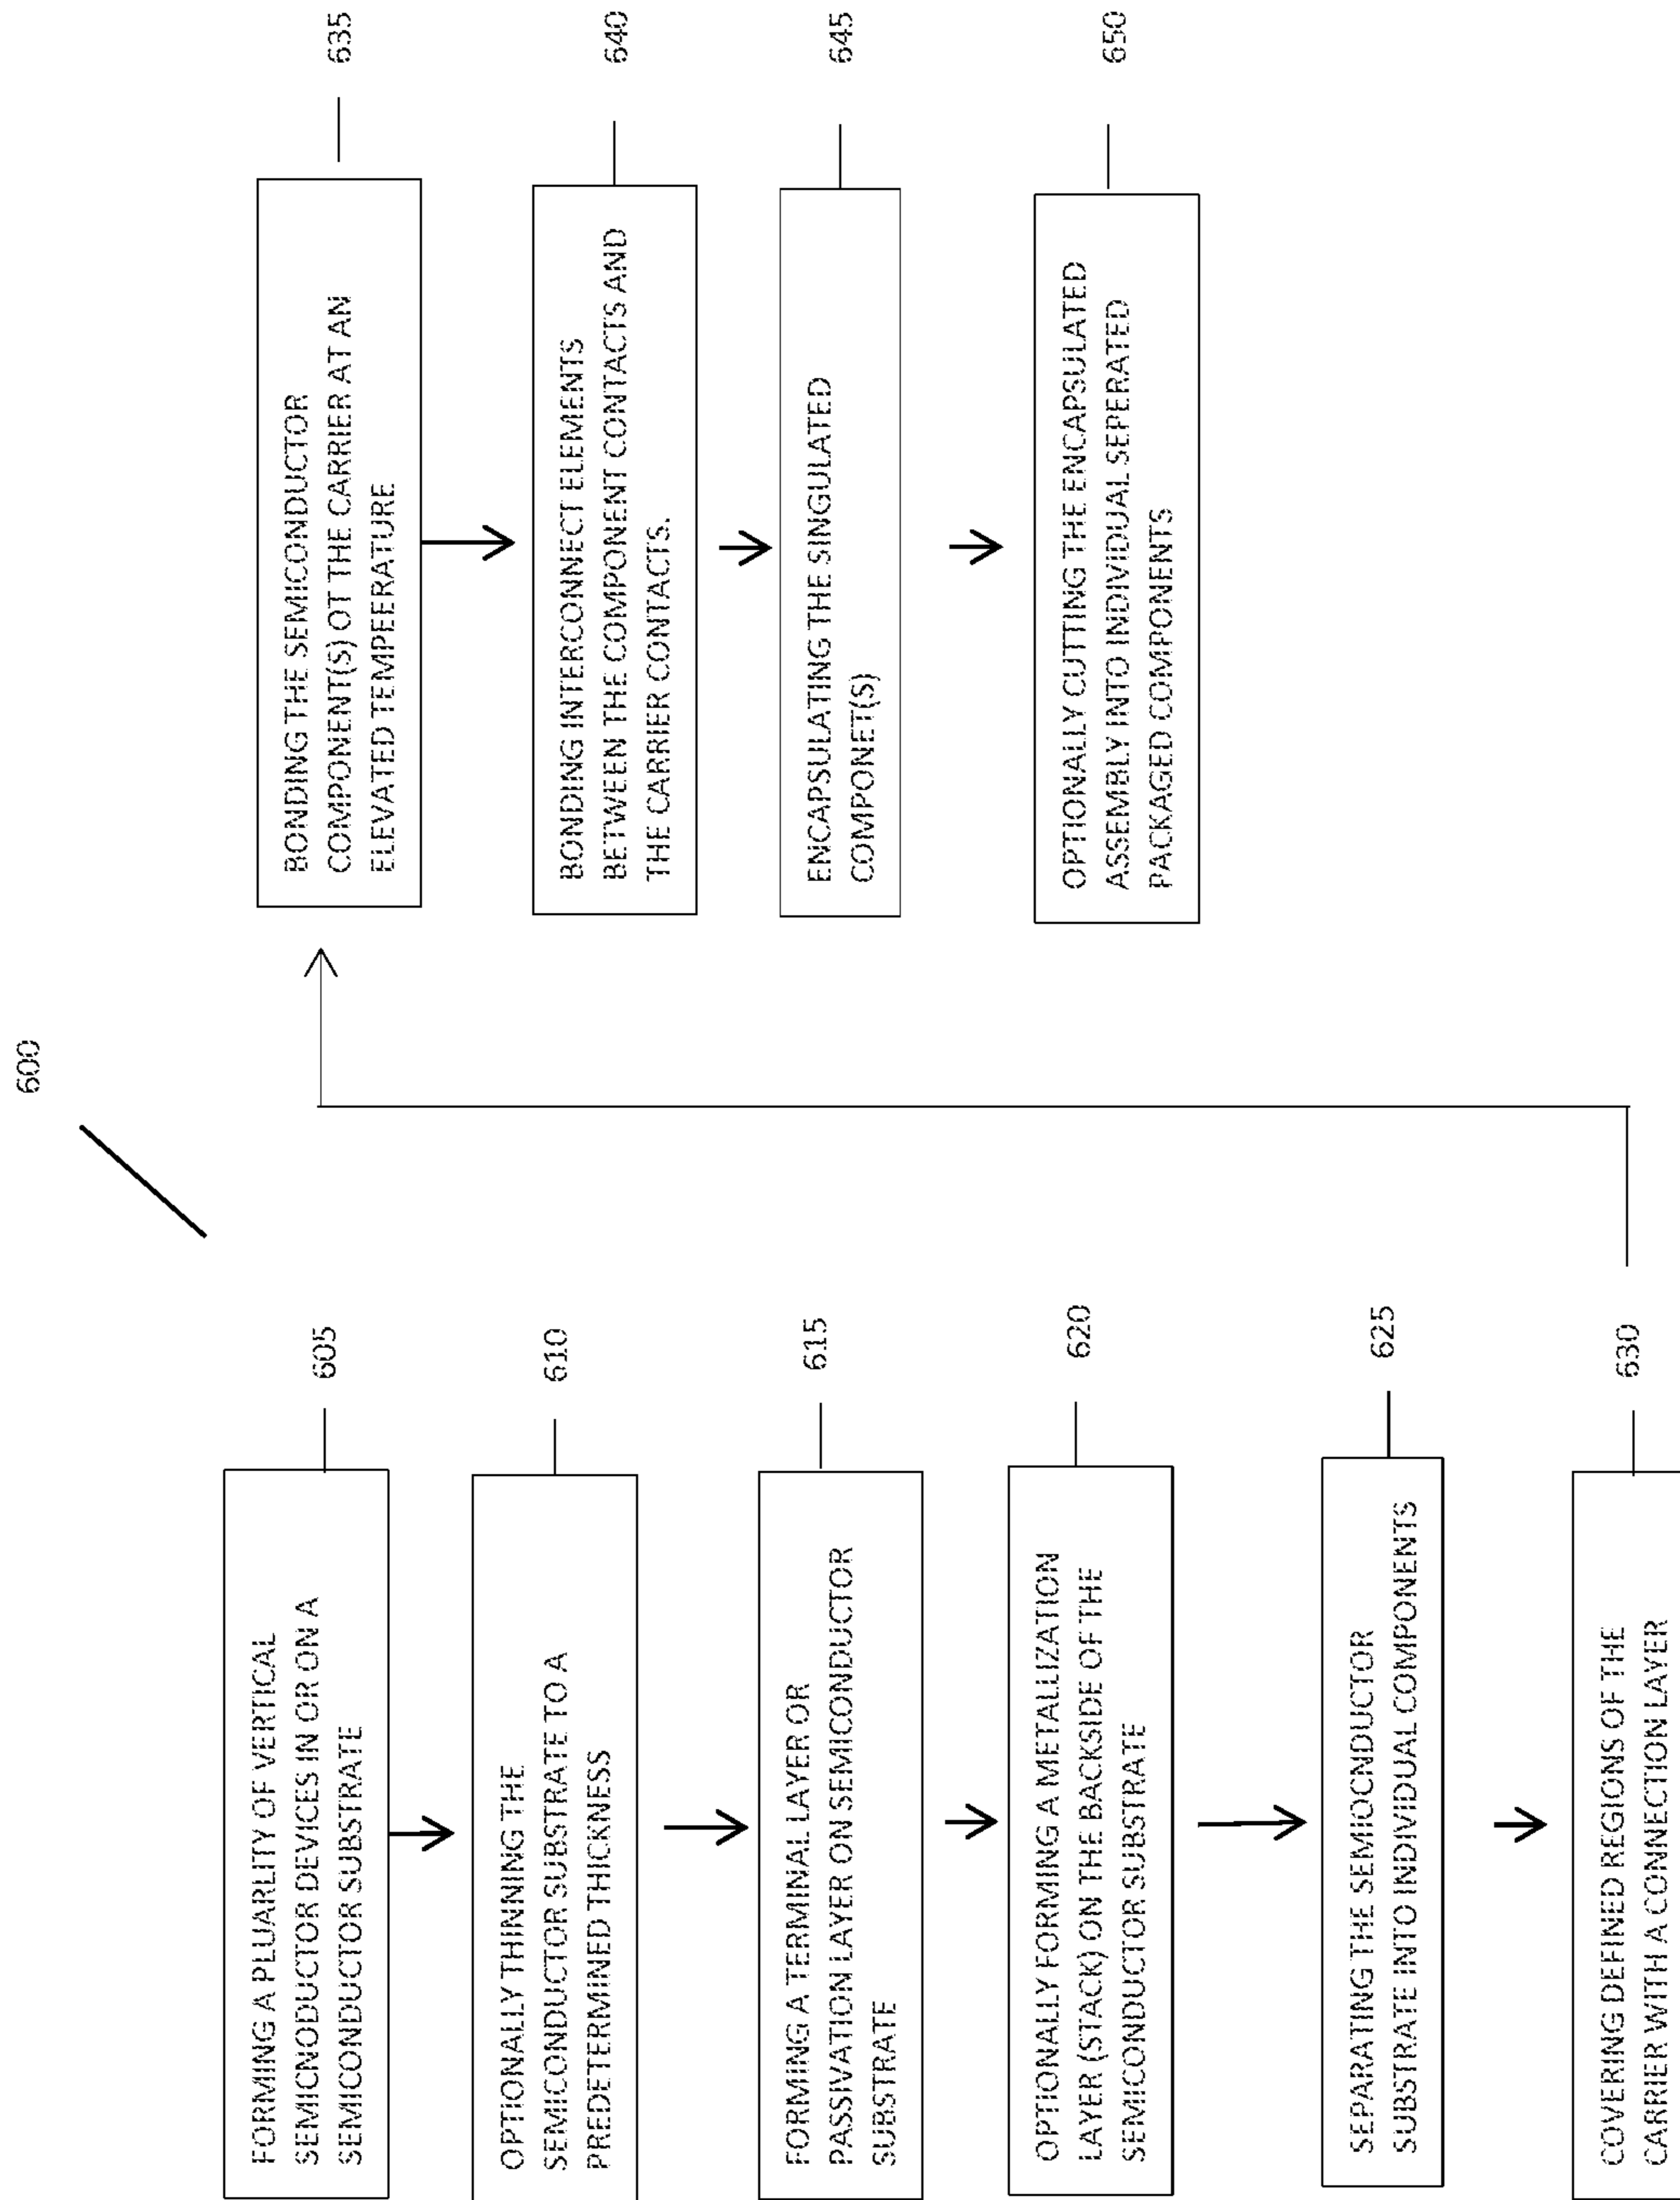 600
FORMING A PLUARLITY OF VERTICAL
SEMICNODUCTOR DEVICES IN OR ON A
SEMICONDUCTOR SUBSTRATE
605
OPTIONALLY THINNING THE
SEMICONDUCTOR SUBSTRATE TO A
PREDETERMINED THICKNESS
610
FORMING A TERMINAL LAYER OR
PASSIVATION LAYER ON SEMICONDUCTOR
SUBSTRATE
615
OPTIONALLY FORMING A METALLIZATION
LAYER (STACK) ON THE BACKSIDE OF THE
SEMICONDUCTOR SUBSTRATE
620
SEPARATING THE SEMIOCNDUCTOR
SUBSTRATE INTO INDIVIDUAL COMPONENTS
625
COVERING DEFINED REGIONS OF THE
CARRIER WITH A CONNECTION LAYER
630
BONDING THE SEMICONDUCTOR
COMPONENT(S) OT THE CARRIER AT AN
ELEVATED TEMPEERATURE
635
BONDING INTERCONNECT ELEMENTS
BETWEEN THE COMPONENT CONTACTS AND
THE CARRIER CONTACTS.
640
ENCAPSULATING THE SINGULATED
COMPONET(S)
645
OPTIONALLY CUTTING THE ENCAPSULATED
ASSEMBLY INTO INDIVIDUAL SEPERATED
PACKAGED COMPONENTS
650